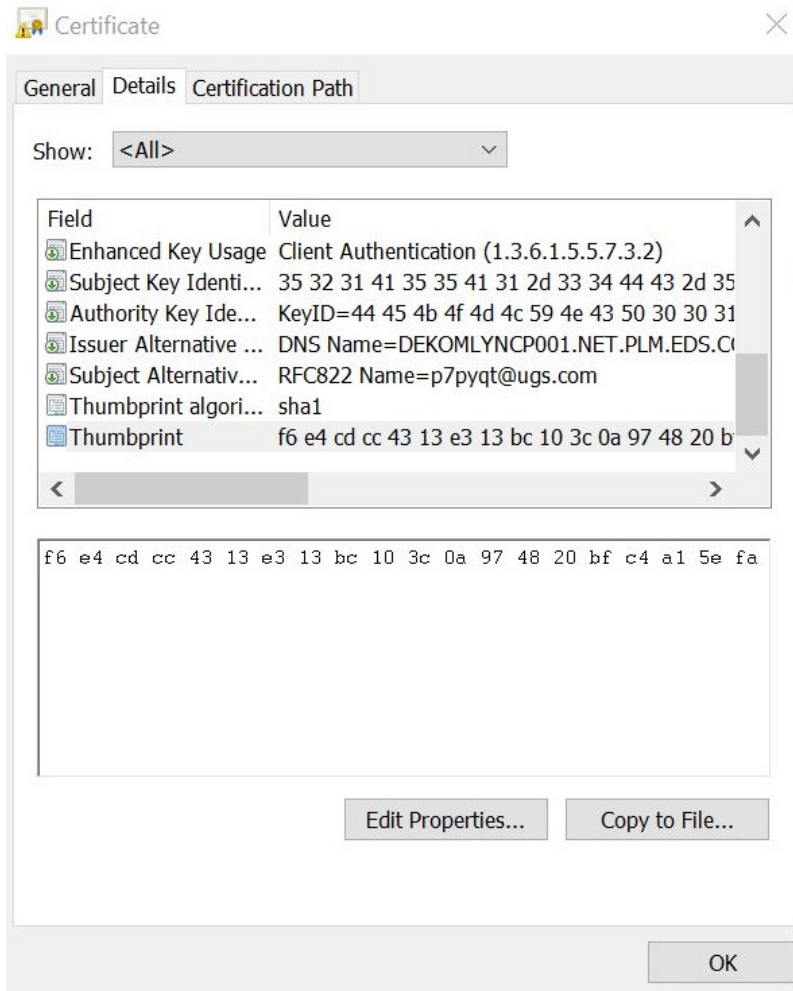 Certificate
General Details Certification Path
Show: <All>
Field Value
Enhanced Key Usage Client Authentication (1.3.6.1.5.5.7.3.2)
Subject Key Identi... 35 32 31 41 35 35 41 31 2d 33 34 44 43 2d 35
Authority Key Ide... KeyID=44 45 4b 4f 4d 4c 59 4e 43 50 30 30 31
Issuer Alternative ... DNS Name=DEKOMLYNCP001.NET.PLM.EDS.C
Subject Alternativ... RFC822 Name=p7pyqt@ugs.com
Thumbprint algori... sha1
Thumbprint f6 e4 cd cc 43 13 e3 13 bc 10 3c 0a 97 48 20 b
f6 e4 cd cc 43 13 e3 13 bc 10 3c 0a 97 48 20 bf c4 a1 5e fa
Edit Properties... Copy to File...
OK